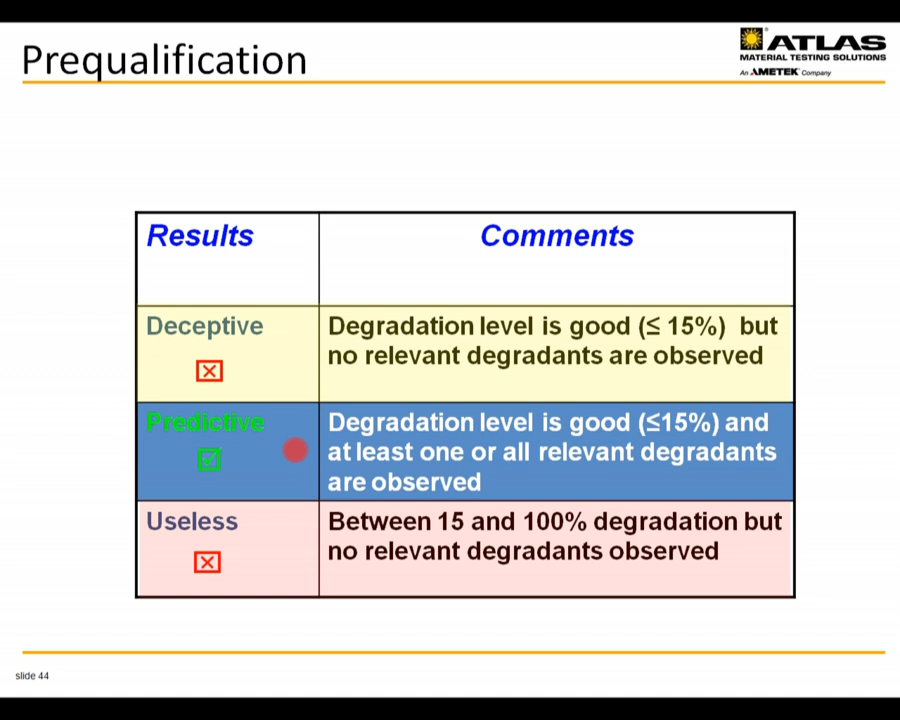 Prequalification
ATLAS
MATERIAL TESTING SOLUTIONS
An AMETEK Company
Results
Comments
Deceptive
Degradation level is good (≤ 15%) but
no relevant degradants are observed
Predictive
Degradation level is good (≤15%) and
at least one or all relevant degradants
are observed
Useless
Between 15 and 100% degradation but
no relevant degradants observed
slide 44